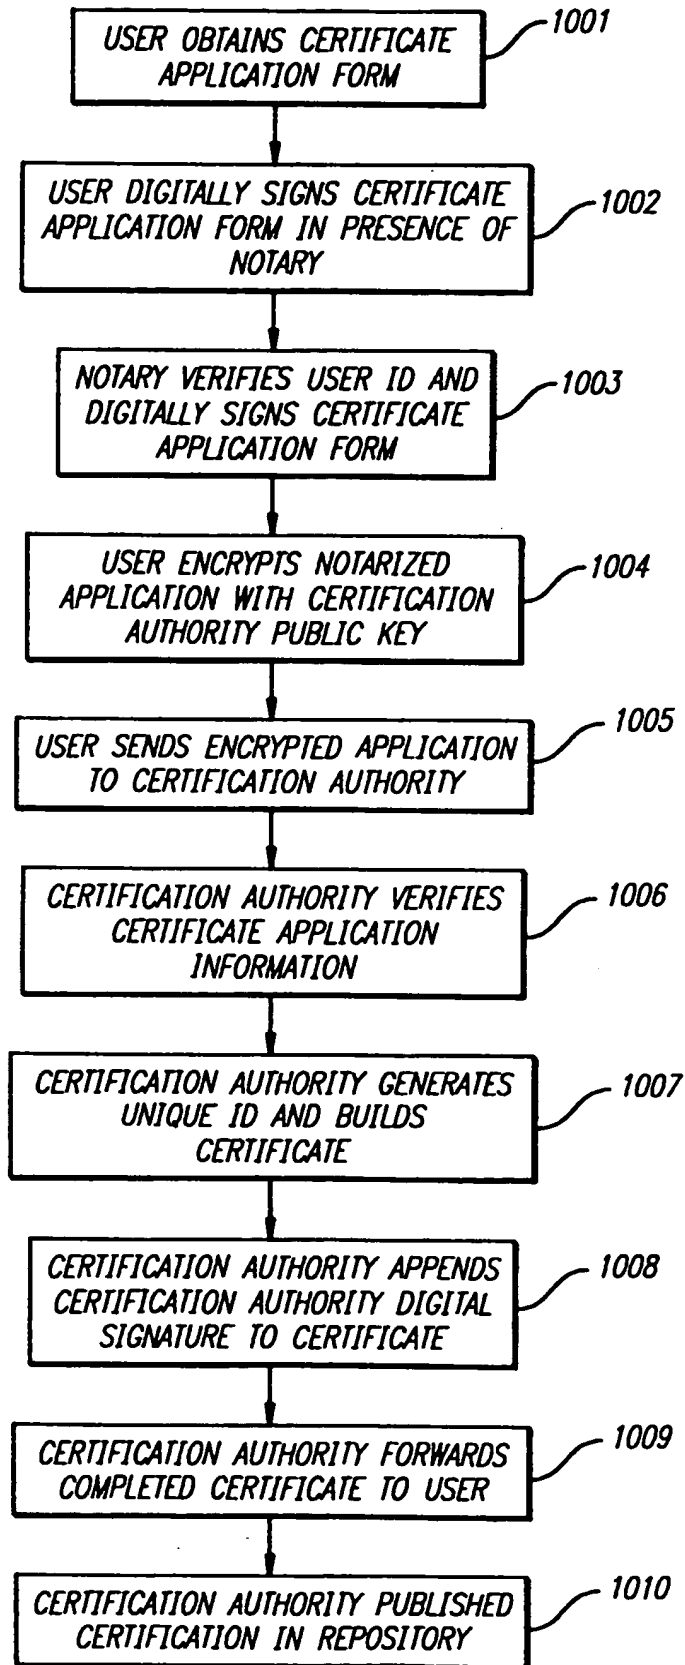 USER OBTAINS CERTIFICATE
APPLICATION FORM
1001
USER DIGITALLY SIGNS CERTIFICATE
APPLICATION FORM IN PRESENCE OF
NOTARY
1002
NOTARY VERIFIES USER ID AND
DIGITALLY SIGNS CERTIFICATE
APPLICATION FORM
1003
USER ENCRYPTS NOTARIZED
APPLICATION WITH CERTIFICATION
AUTHORITY PUBLIC KEY
1004
USER SENDS ENCRYPTED APPLICATION
TO CERTIFICATION AUTHORITY
1005
CERTIFICATION AUTHORITY VERIFIES
CERTIFICATE APPLICATION
INFORMATION
1006
CERTIFICATION AUTHORITY GENERATES
UNIQUE ID AND BUILDS
CERTIFICATE
1007
CERTIFICATION AUTHORITY APPENDS
CERTIFICATION AUTHORITY DIGITAL
SIGNATURE TO CERTIFICATE
1008
CERTIFICATION AUTHORITY FORWARDS
COMPLETED CERTIFICATE TO USER
1009
CERTIFICATION AUTHORITY PUBLISHED
CERTIFICATION IN REPOSITORY
1010